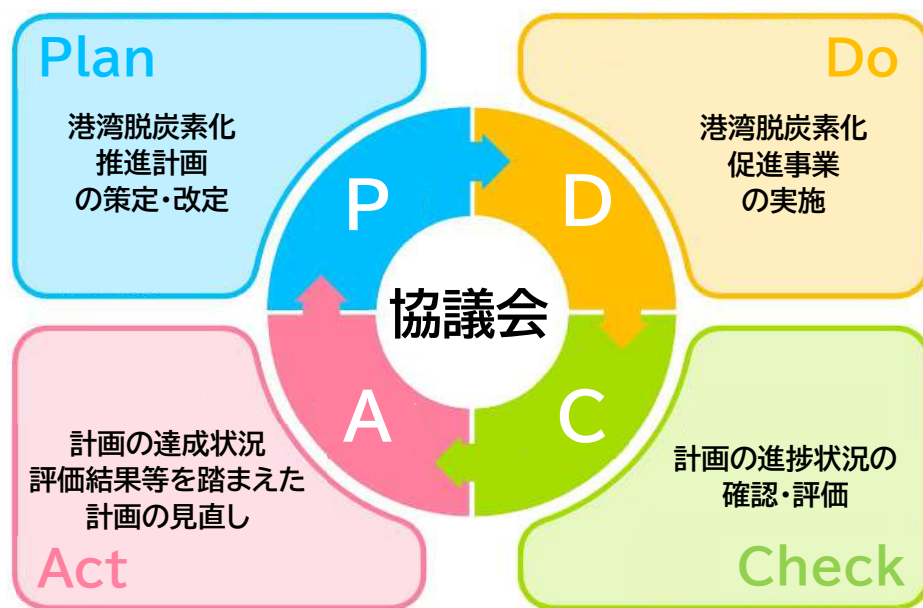 Plan
港湾脱炭素化
推進計画
の策定・改定
Do
港湾脱炭素化
促進事業
の実施
P
D
協議会
A
C
計画の達成状況
評価結果等を踏まえた
計画の見直し
Act
計画の進捗状況の
確認・評価
Check